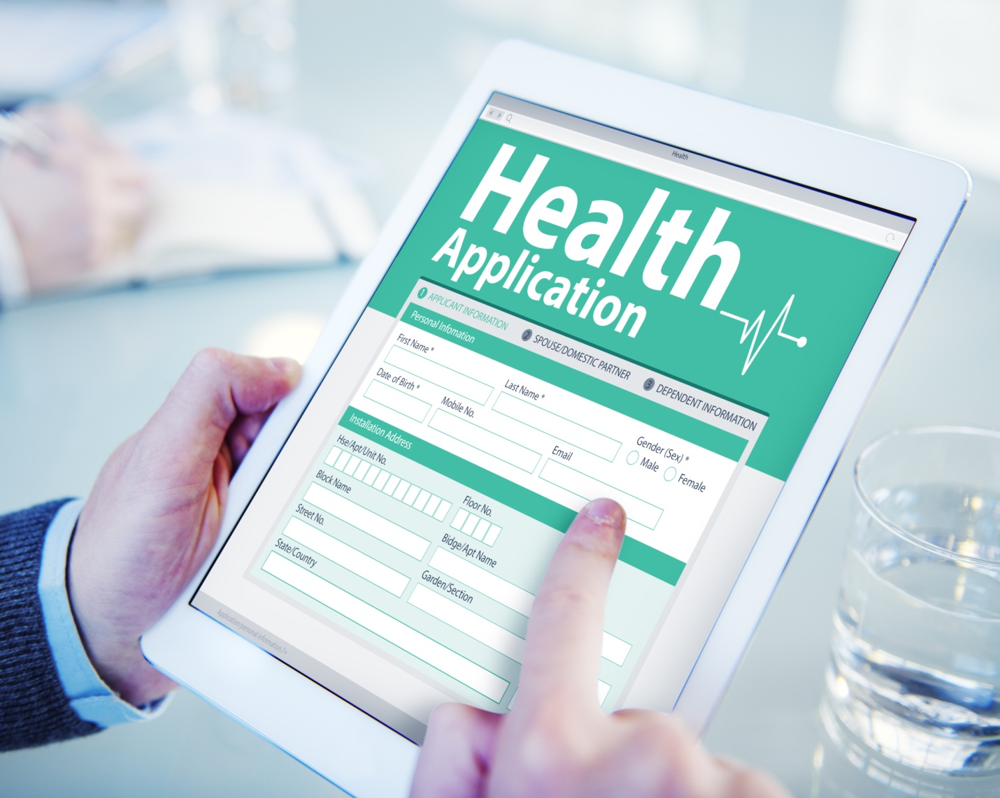 Health
Health
Application
1 APPLICANT INFORMATION 2 SPOUSE/DOMESTIC PARTNER 3 DEPENDENT INFORMATION
Personal Infomation
First Name * Last Name * Gender (Sex) *
Male Female
Date of Birth * Mobile No. Email
Installation Address
Hse/Apt/Unit No. Floor No.
Block Name Bidge/Apt Name
Street No. Garden/Section
State/Country
Application/personal information,?=